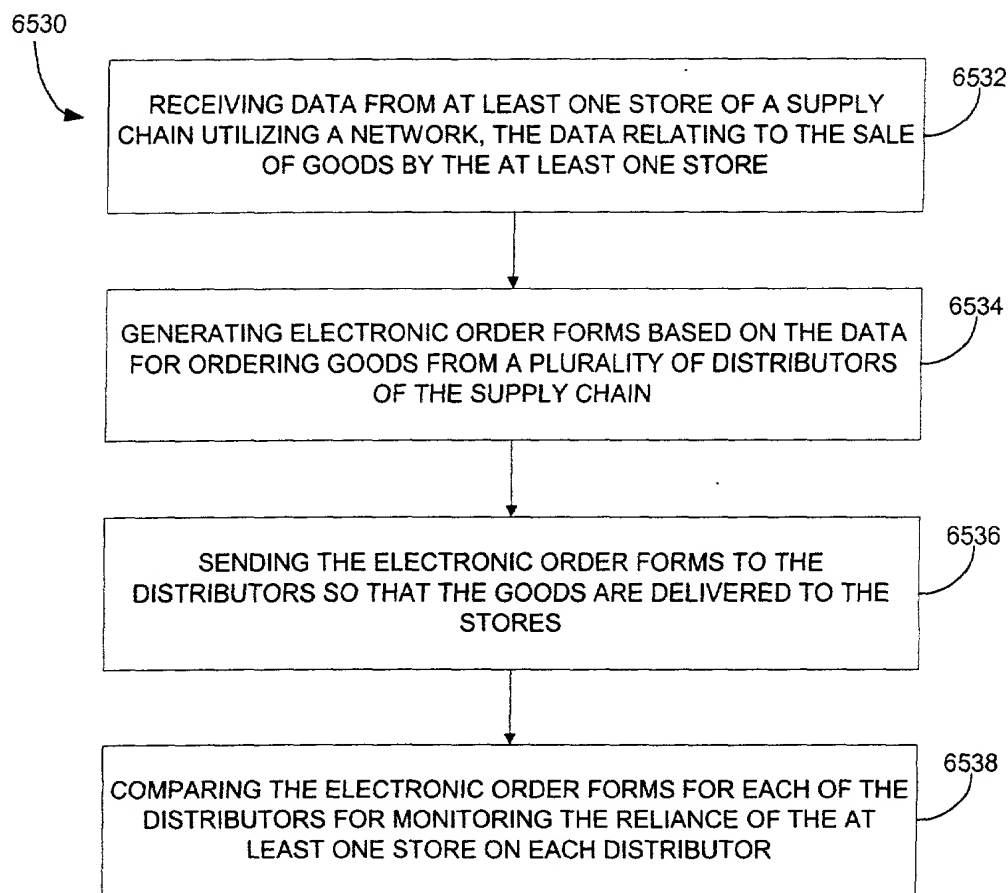 6530
6532
RECEIVING DATA FROM AT LEAST ONE STORE OF A SUPPLY
CHAIN UTILIZING A NETWORK, THE DATA RELATING TO THE SALE
OF GOODS BY THE AT LEAST ONE STORE
6534
GENERATING ELECTRONIC ORDER FORMS BASED ON THE DATA
FOR ORDERING GOODS FROM A PLURALITY OF DISTRIBUTORS
OF THE SUPPLY CHAIN
6536
SENDING THE ELECTRONIC ORDER FORMS TO THE
DISTRIBUTORS SO THAT THE GOODS ARE DELIVERED TO THE
STORES
6538
COMPARING THE ELECTRONIC ORDER FORMS FOR EACH OF THE
DISTRIBUTORS FOR MONITORING THE RELIANCE OF THE AT
LEAST ONE STORE ON EACH DISTRIBUTOR